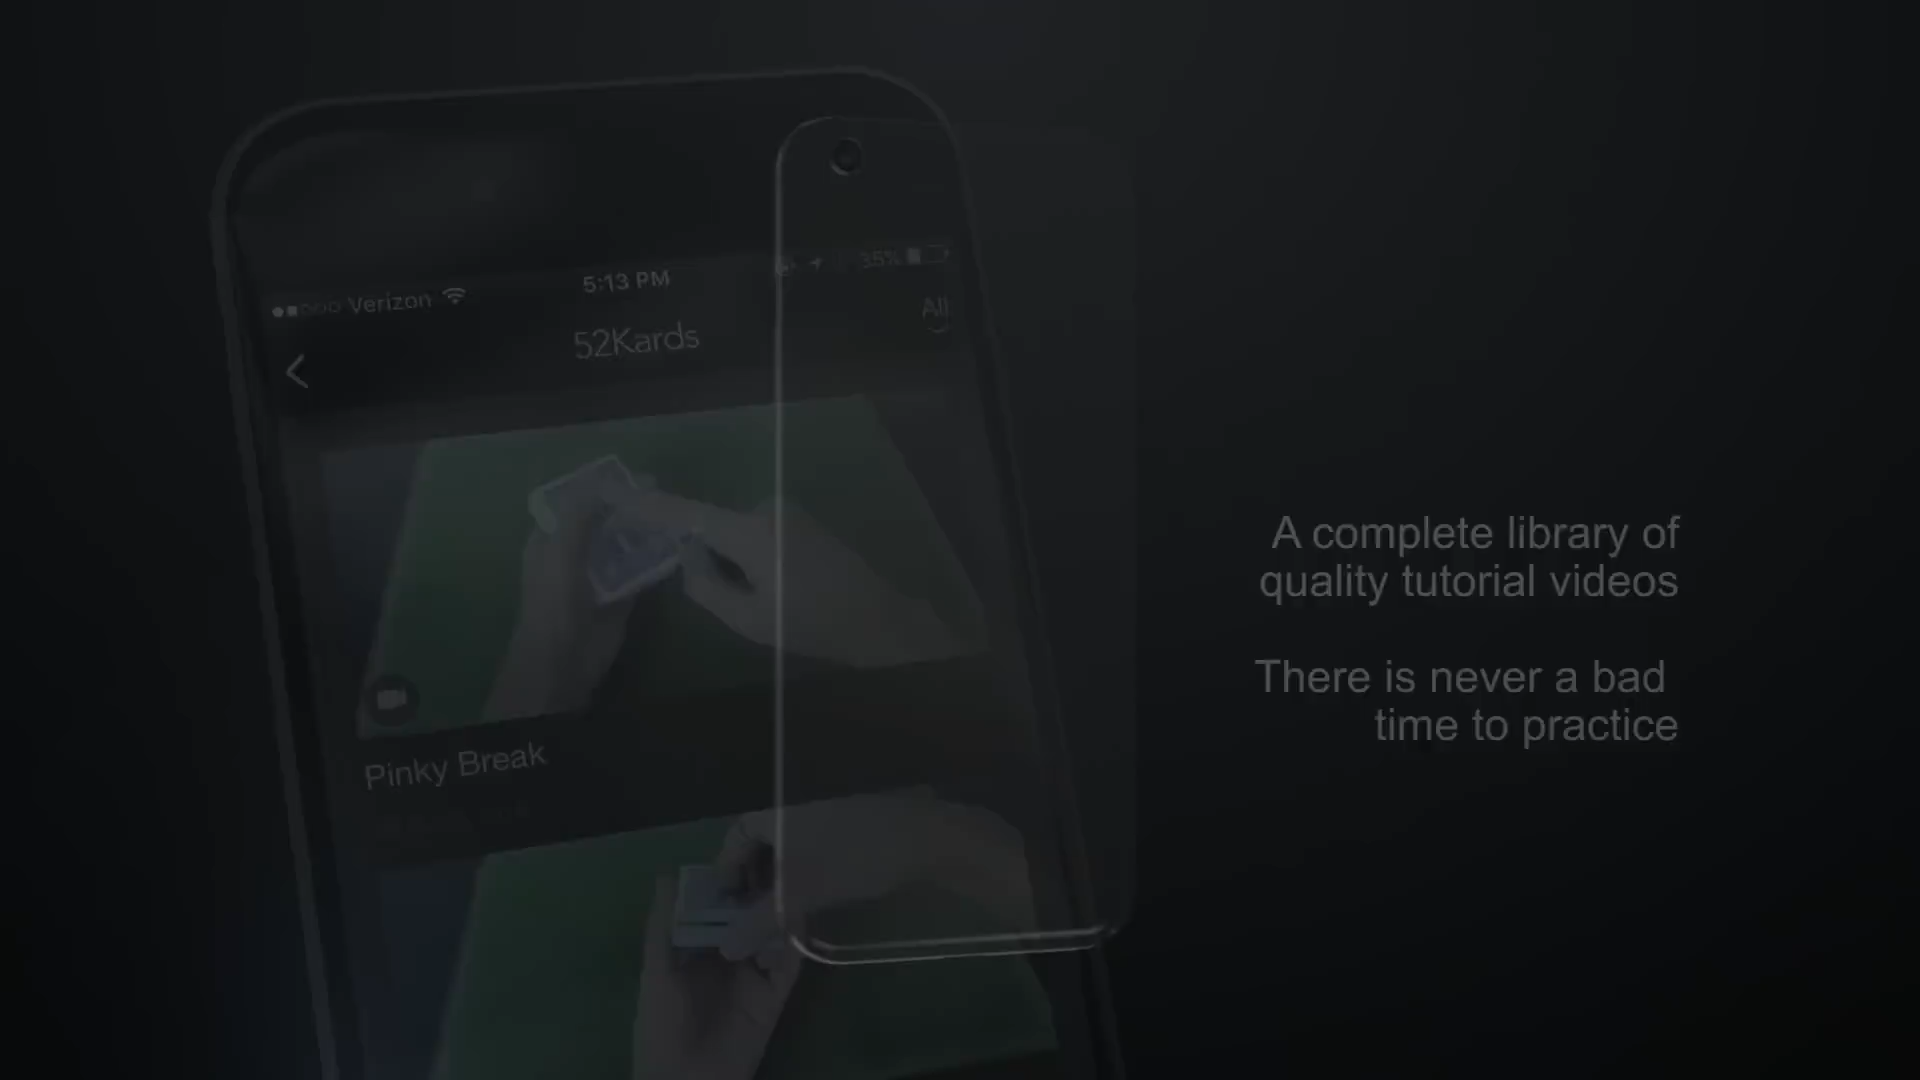 Verizon
5:13 PM
35%
All
52Kards
Pinky Break
A complete library of
quality tutorial videos
There is never a bad
time to practice